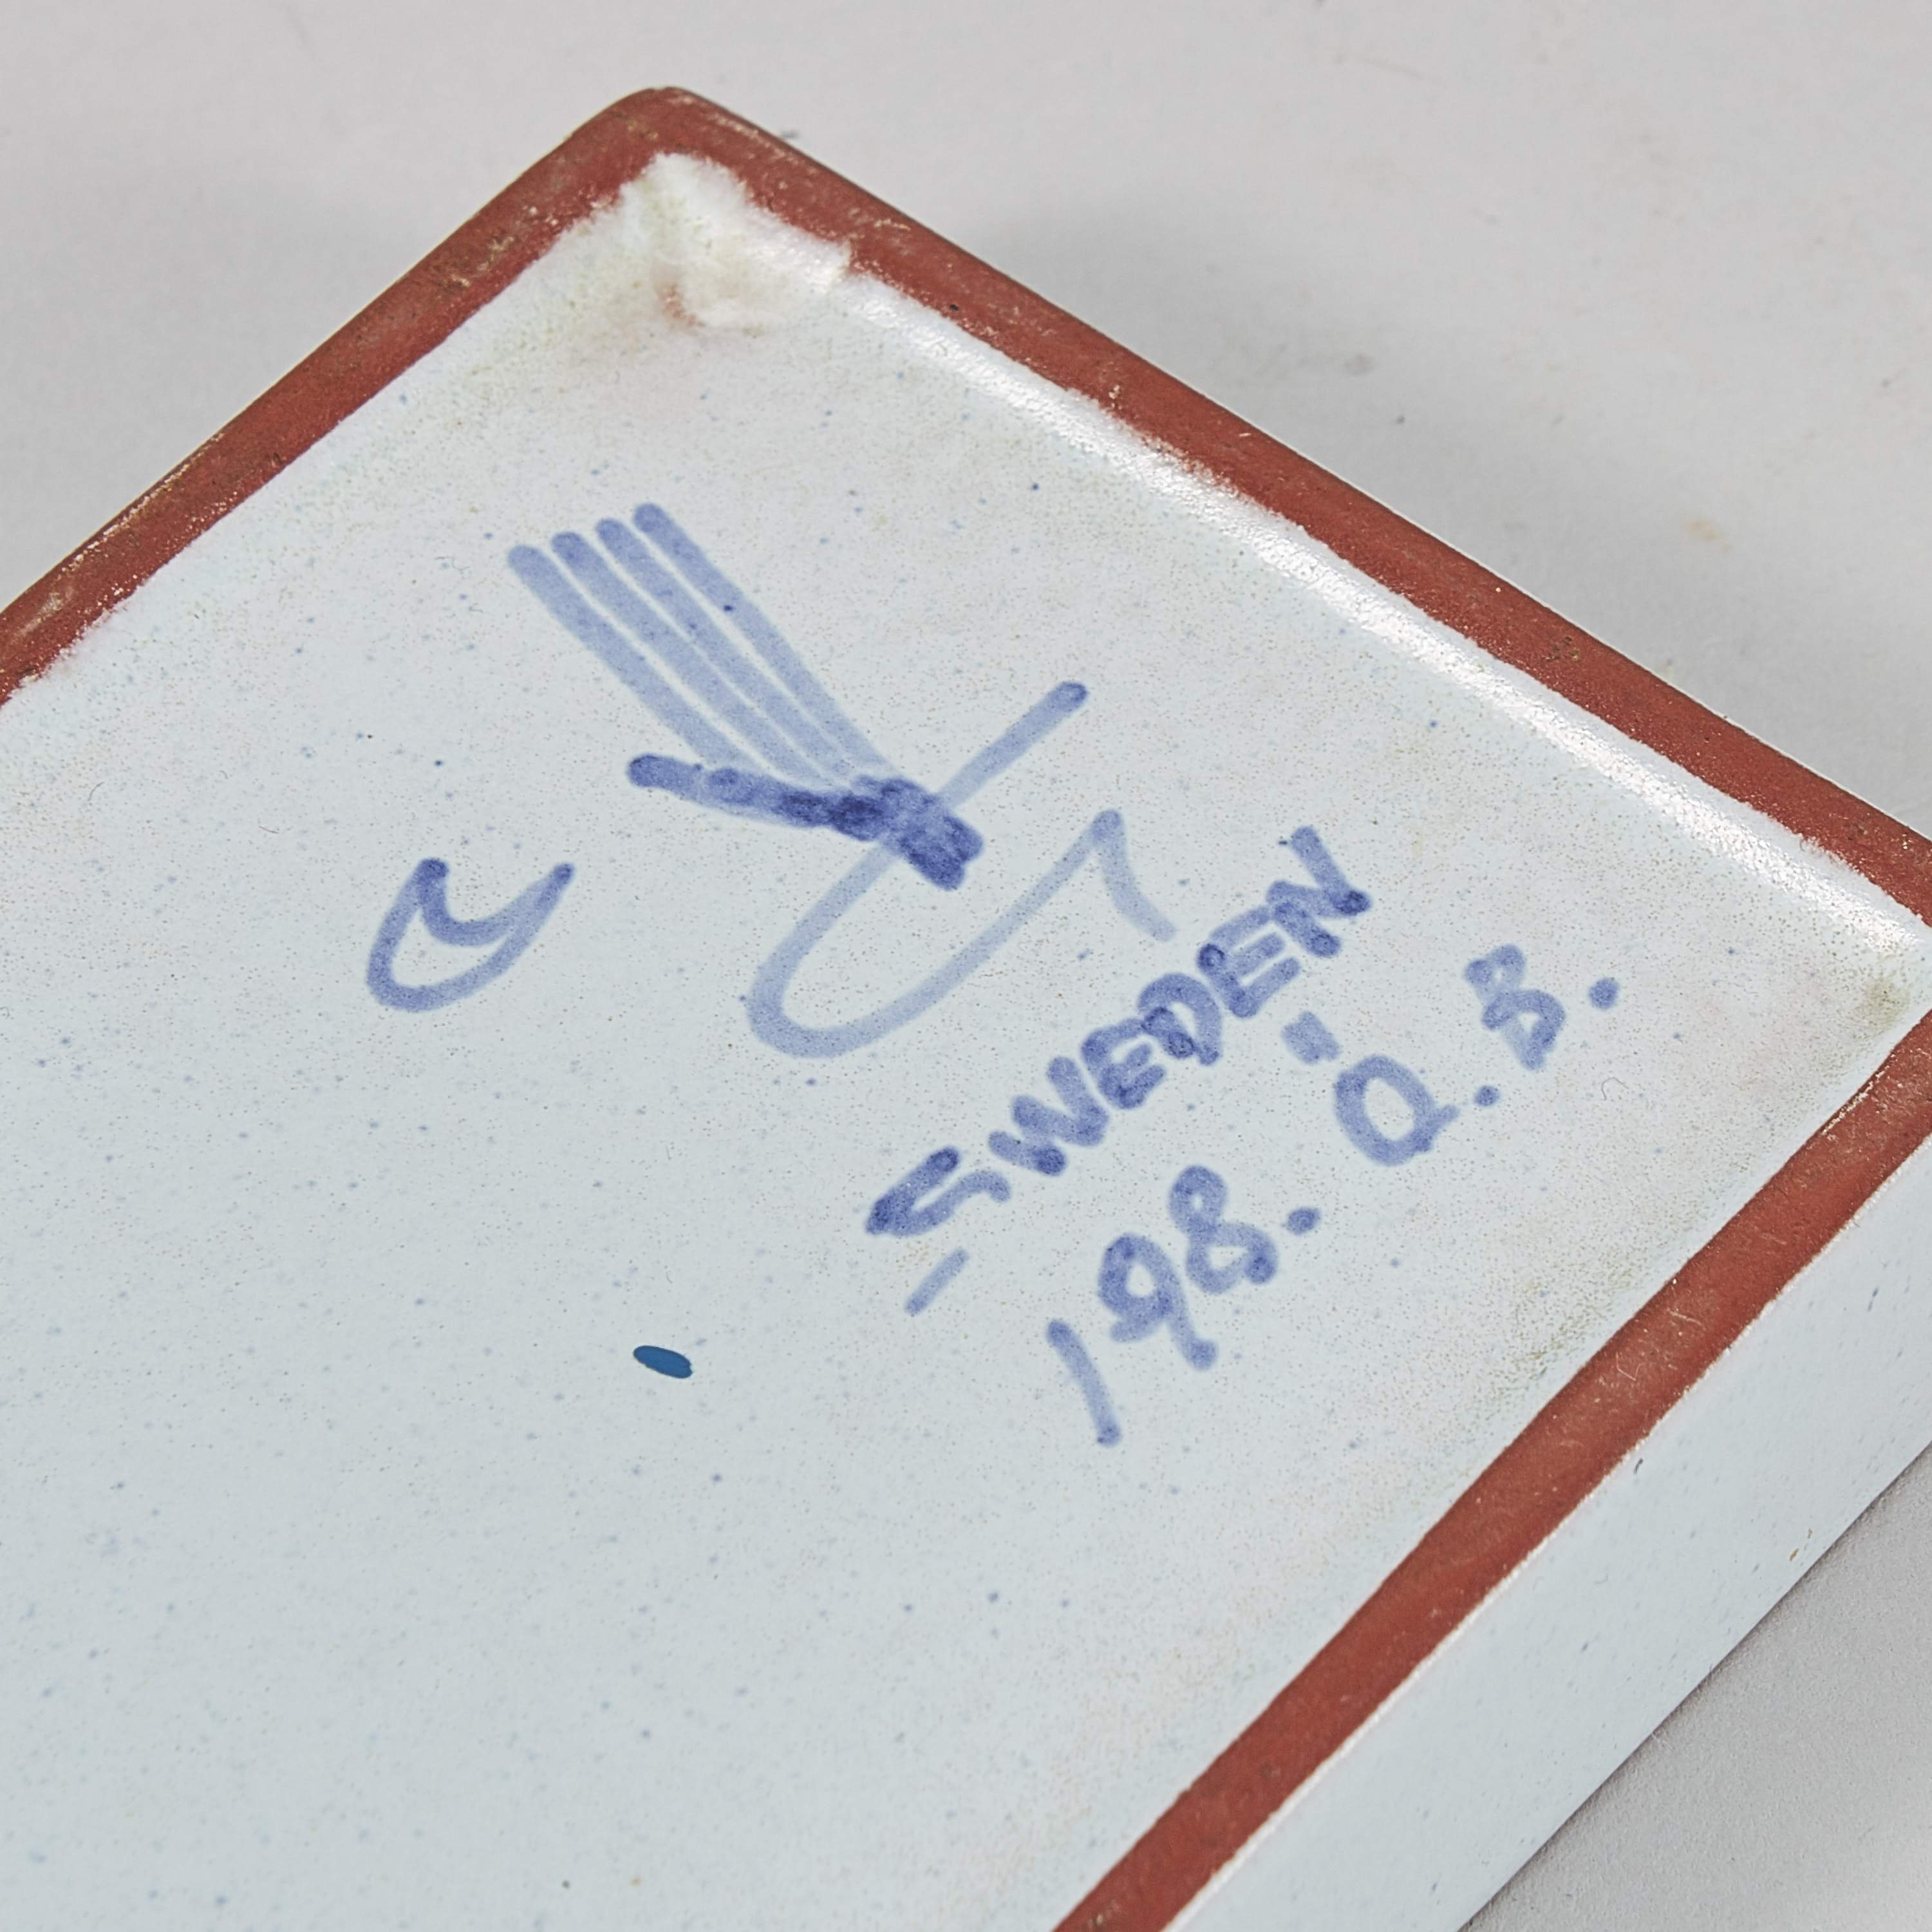 SWEDEN
198. Ö. B.